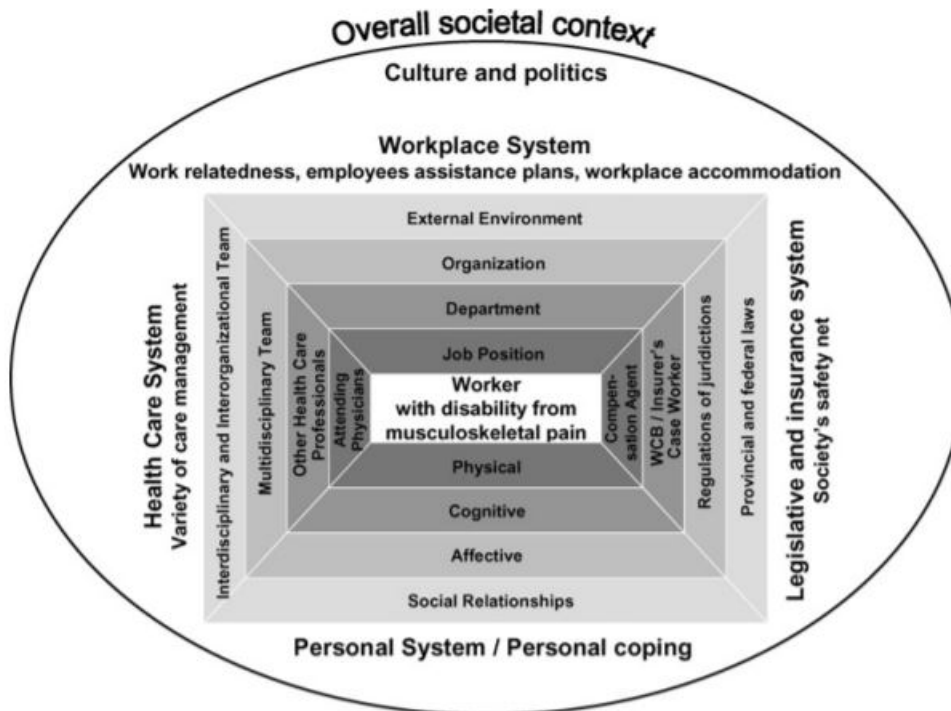 Overall societal context
Culture and politics
Workplace System
Work relatedness, employees assistance plans, workplace accommodation
External Environment
Organization
Department
Job Position
Worker
with disability from
musculoskeletal pain
Physical
Cognitive
Affective
Social Relationships
Personal System / Personal coping
Health Care System
Variety of care management
Interdisciplinary and Interorganizational Team
Multidisciplinary Team
Other Health Care
Professionals
Attending
Physicians
Compen-
sation Agent
WCB / Insurer's
Case Worker
Regulations of juridictions
Provincial and federal laws
Legislative and insurance system
Society's safety net